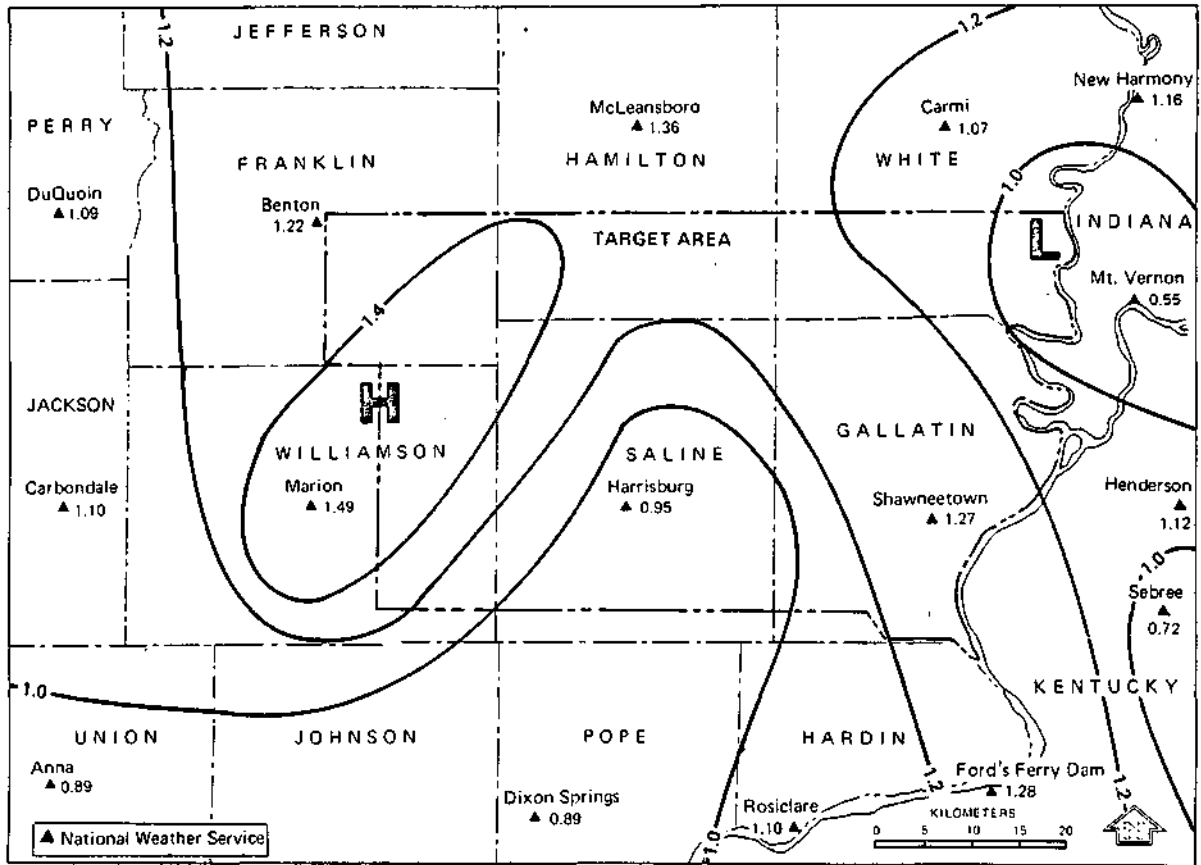 JEFFERSON
1.2
1.2
New Harmony
1.16
McLeansboro
1.36
Carmi
1.07
PERRY
FRANKLIN
HAMILTON
WHITE
1.0
DuQuoin
1.09
Benton
1.22
TARGET AREA
L
INDIANA
Mt. Vernon
0.55
1.4
H
JACKSON
WILLIAMSON
SALINE
GALLATIN
Carbondale
1.10
Marion
1.49
Harrisburg
0.95
Shawneetown
1.27
Henderson
1.12
1.0
Sebree
0.72
1.0
KENTUCKY
UNION
JOHNSON
POPE
HARDIN
Anna
0.89
Dixon Springs
0.89
1.2
Ford's Ferry Dam
1.28
1.2
Rosiclare
1.10
1.0
KILOMETERS
0 5 10 15 20
National Weather Service